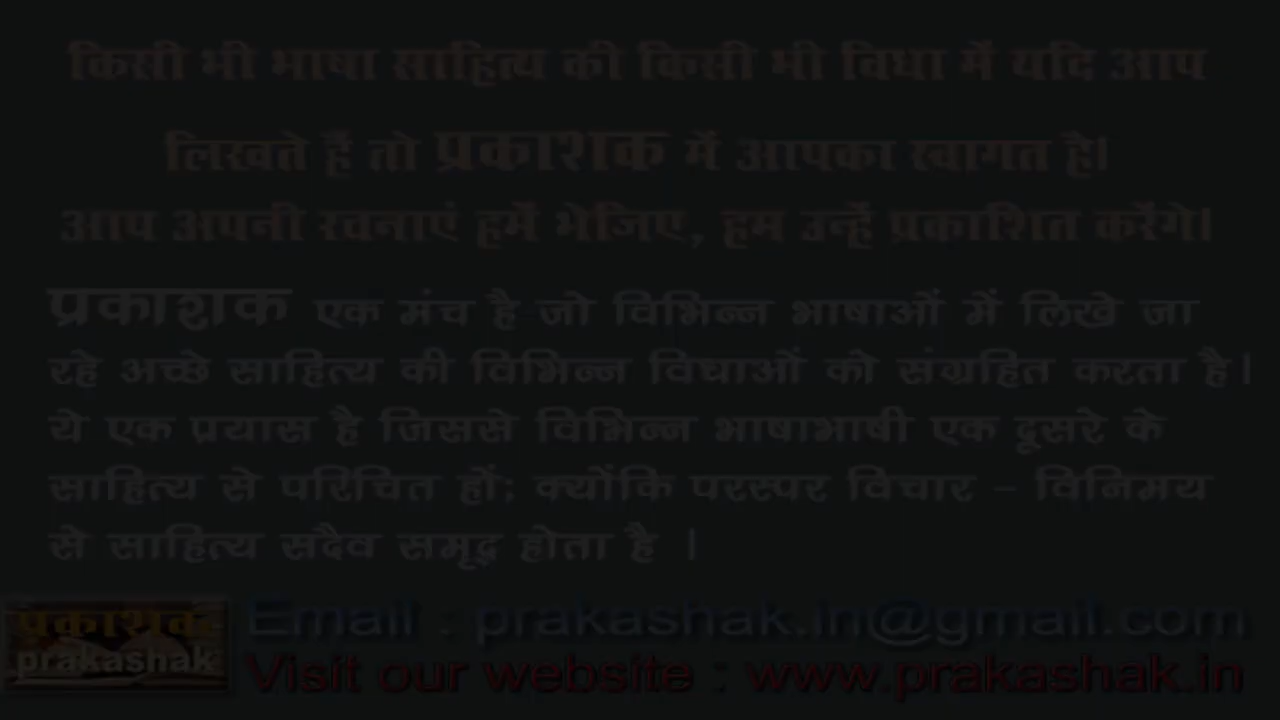 किसी भी भाषा साहित्य की किसी भी विधा में यदि आप
लिखते हैं तो प्रकाशक में आपका स्वागत है।
आप अपनी रचनाएं हमें भेजिए, हम उन्हें प्रकाशित करेंगे।
प्रकाशक एक मंच है जो विभिन्न भाषाओं में लिखे जा
रहे अच्छे साहित्य की विभिन्न विधाओं को संग्रहित करता है।
ये एक प्रयास है जिससे विभिन्न भाषाभाषी एक दूसरे के
साहित्य से परिचित हों; क्योंकि परस्पर विचार - विनिमय
से साहित्य सदैव समृद्ध होता है ।
प्रकाशक
prakashak
Email : prakashak.in@gmail.com
Visit our website : www.prakashak.in